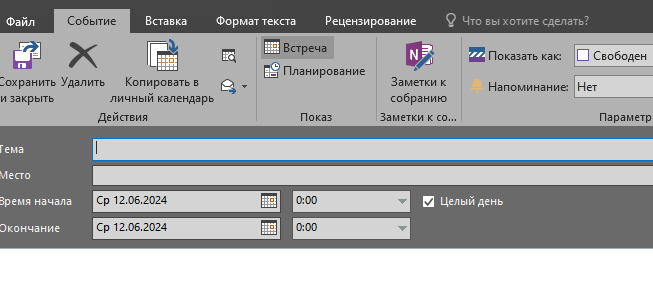 Файл Событие Вставка Формат текста Рецензирование Что вы хотите сделать?
Сохранить и закрыть
Удалить
Копировать в личный календарь
Действия
Встреча
Планирование
Показ
Заметки к собранию
Заметки к со...
Показать как: Свободен
Напоминание: Нет
Параметр
Тема
Место
Время начала Ср 12.06.2024 0:00 Целый день
Окончание Ср 12.06.2024 0:00